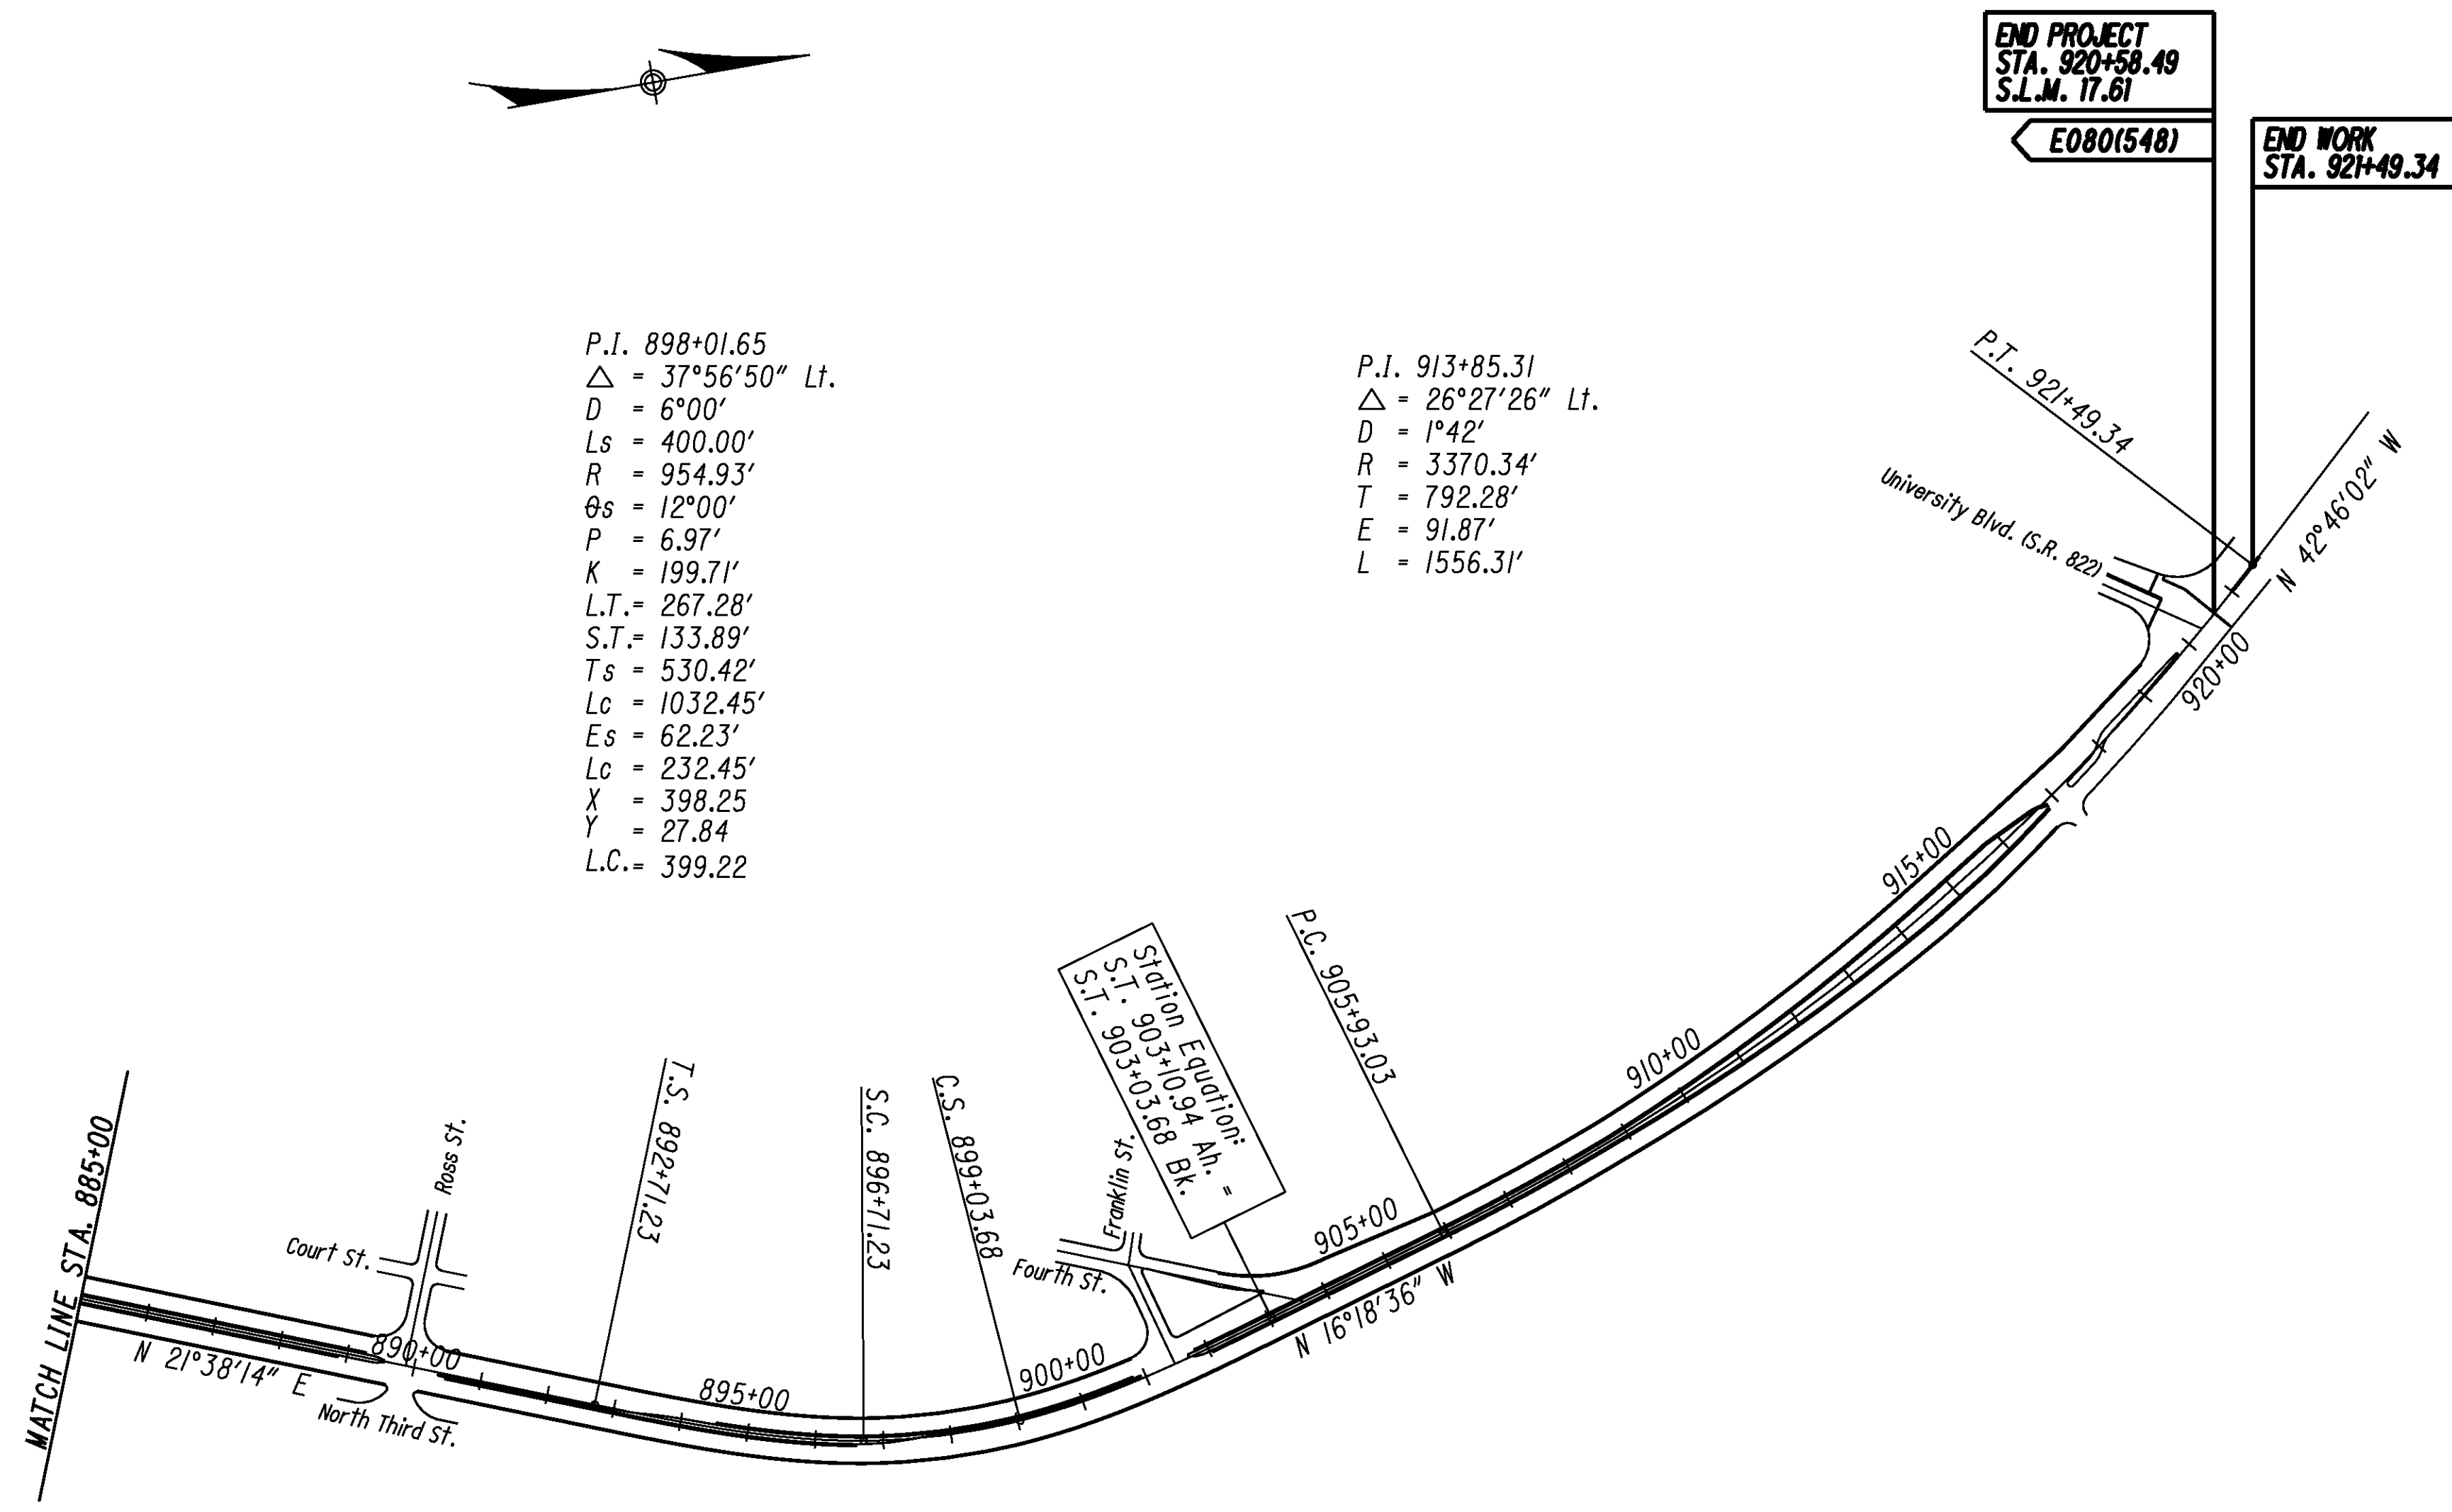 END PROJECT
STA. 920+58.49
S.L.M. 17.61
E080(548)
END WORK
STA. 921+49.34
P.I. 898+01.65
△ = 37°56'50" Lt.
D = 6°00'
Ls = 400.00'
R = 954.93'
θs = 12°00'
P = 6.97'
K = 199.71'
L.T.= 267.28'
S.T.= 133.89'
Ts = 530.42'
Lc = 1032.45'
Es = 62.23'
Lc = 232.45'
X = 398.25
Y = 27.84
L.C.= 399.22
P.I. 913+85.31
△ = 26°27'26" Lt.
D = 1°42'
R = 3370.34'
T = 792.28'
E = 91.87'
L = 1556.31'
P.T. 921+49.34
University Blvd. (S.R. 822)
N 42°46'02" W
920+00
915+00
910+00
905+00
P.C. 905+93.03
Station Equation:
S.T. 903+10.94 Ah. =
S.T. 903+03.68 Bk.
N 16°18'36" W
Franklin St.
Fourth St.
C.S. 899+03.68
S.C. 896+71.23
T.S. 892+71.23
900+00
895+00
890+00
Ross St.
Court St.
North Third St.
N 21°38'14" E
MATCH LINE STA. 885+00